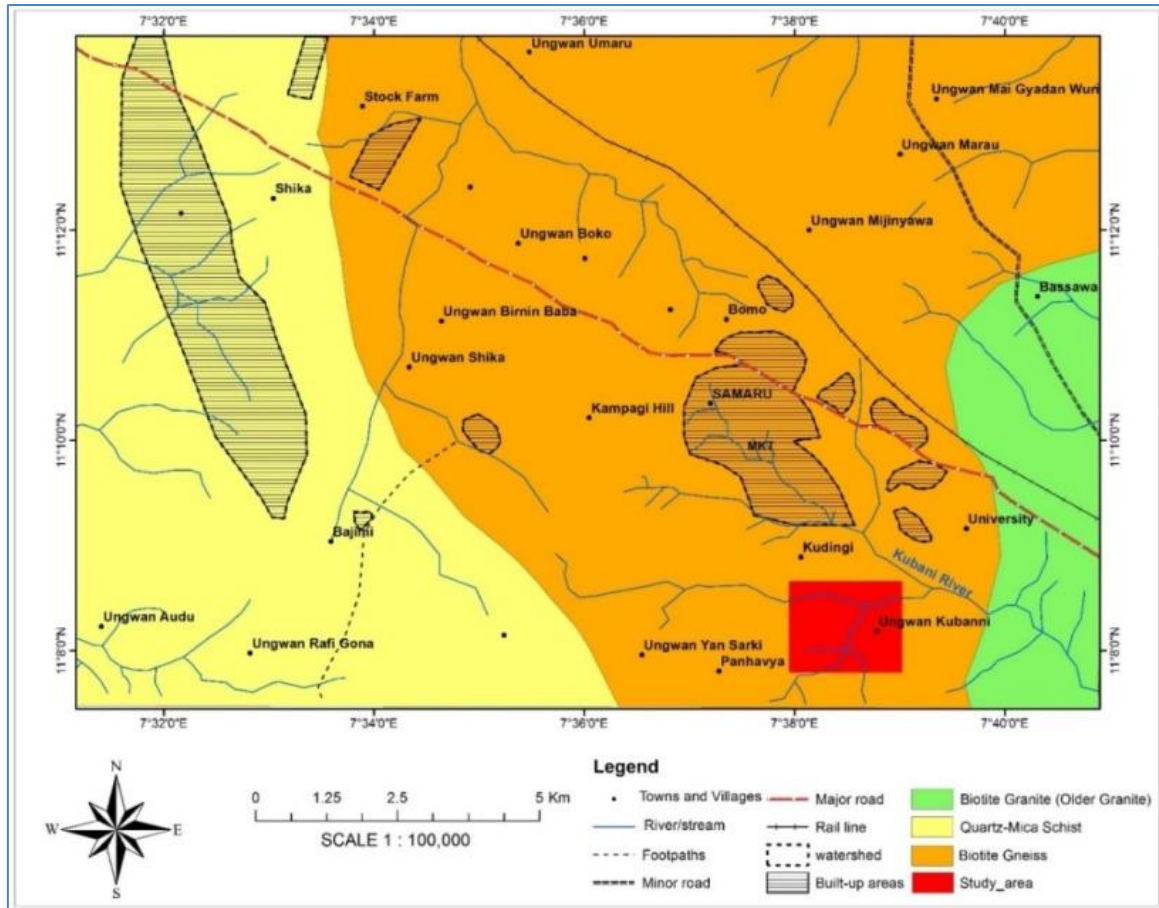 7°32'0"E 7°34'0"E 7°36'0"E 7°38'0"E 7°40'0"E
Ungwan Umaru
Stock Farm
Ungwan Mai Gyadan Wuri
Ungwan Marau
Shika
11°12'0"N
Ungwan Boko
Ungwan Mijinyawa
11°12'0"N
Bassawa
Ungwan Birnin Baba
Bomo
Ungwan Shika
SAMARU
Kampagi Hill
11°10'0"N
MKT
11°10'0"N
University
Kudingi
Kubani River
Ungwan Audu
Ungwan Kubanni
11°8'0"N
Ungwan Rafi Gona
Ungwan Yan Sarki
Panhavya
11°8'0"N
7°32'0"E 7°34'0"E 7°36'0"E 7°38'0"E 7°40'0"E
N
W E
S
0 1.25 2.5 5 Km
SCALE 1 : 100,000
Legend
Towns and Villages Major road Biotite Granite (Older Granite)
River/stream Rail line Quartz-Mica Schist
Footpaths watershed Biotite Gneiss
Minor road Built-up areas Study_area